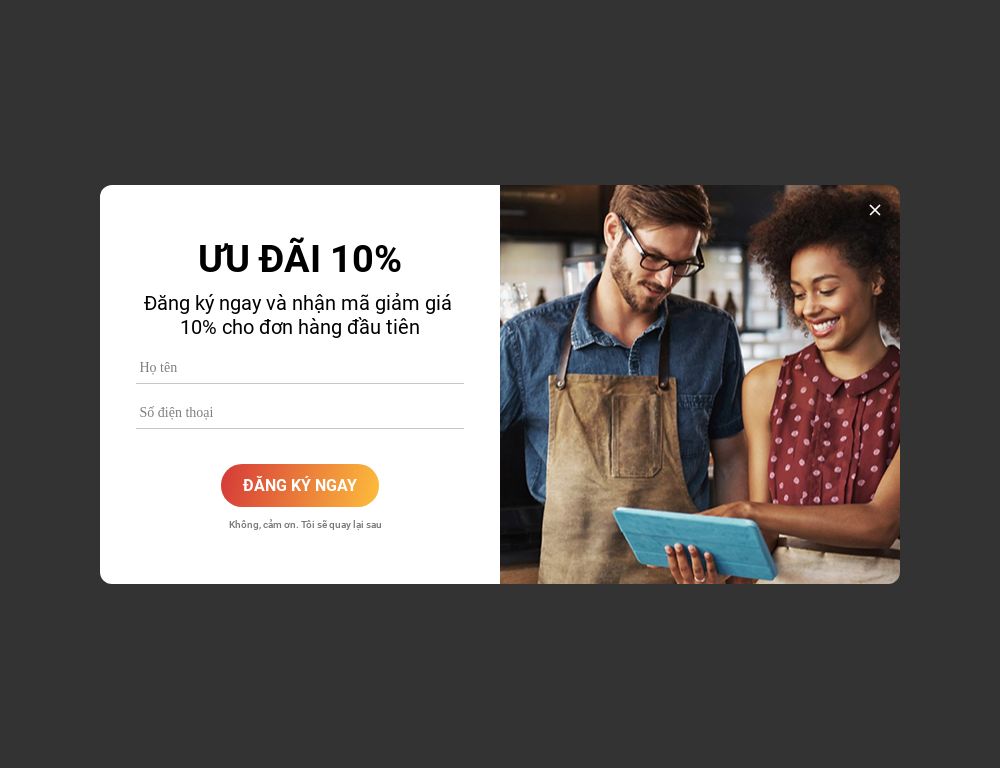 ƯU ĐÃI 10%
Đăng ký ngay và nhận mã giảm giá
10% cho đơn hàng đầu tiên
Họ tên
Số điện thoại
ĐĂNG KÝ NGAY
Không, cảm ơn. Tôi sẽ quay lại sau